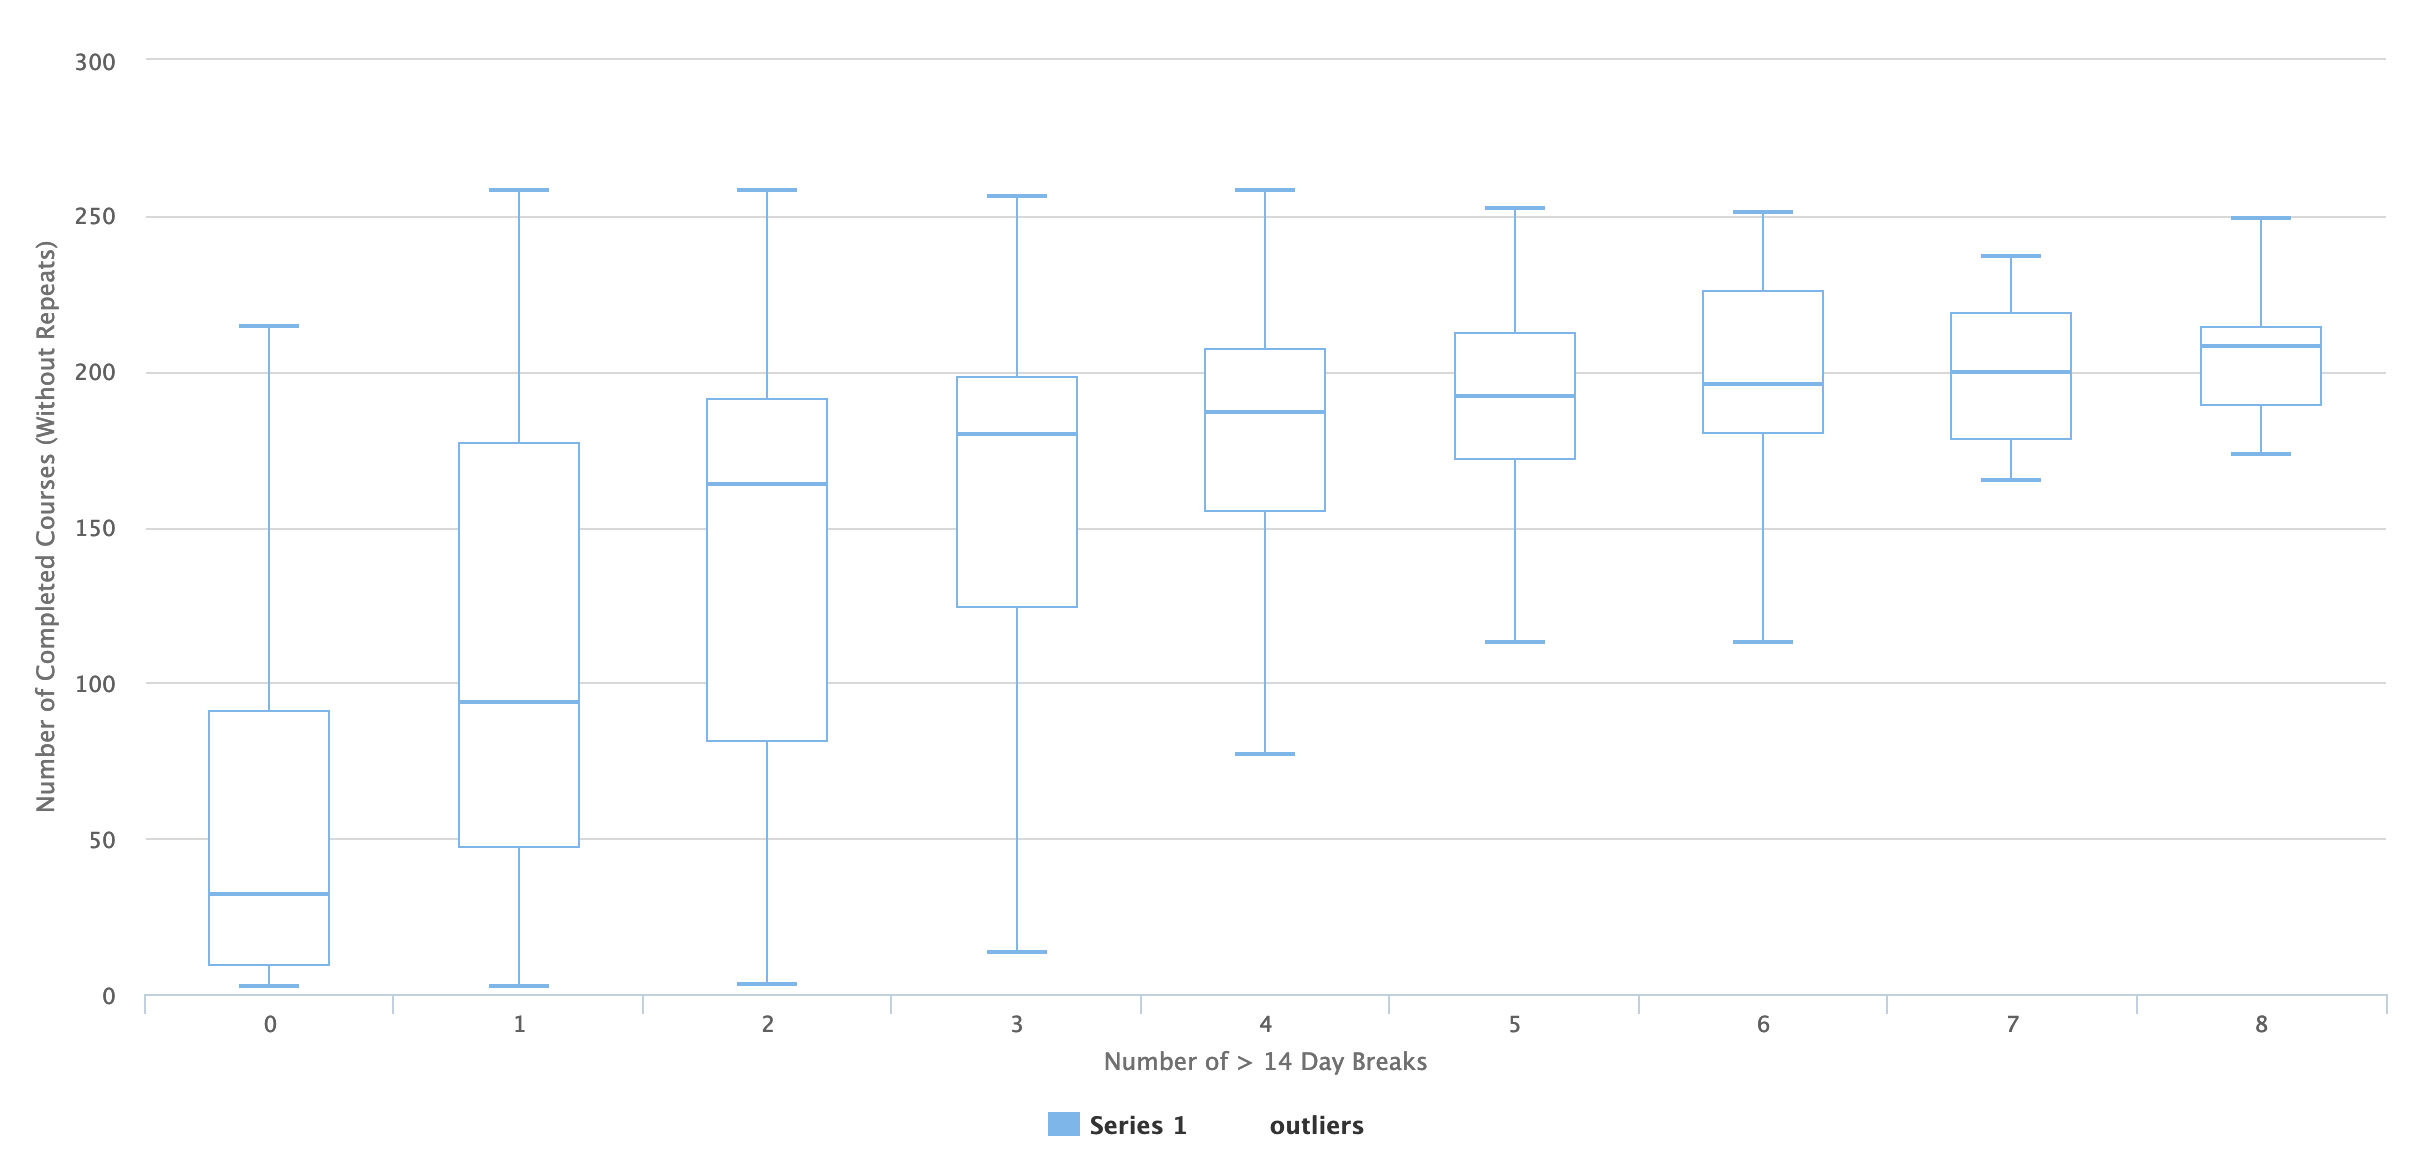 Number of Completed Courses (Without Repeats)
300
250
200
150
100
50
0
0 1 2 3 4 5 6 7 8
Number of > 14 Day Breaks
Series 1 outliers